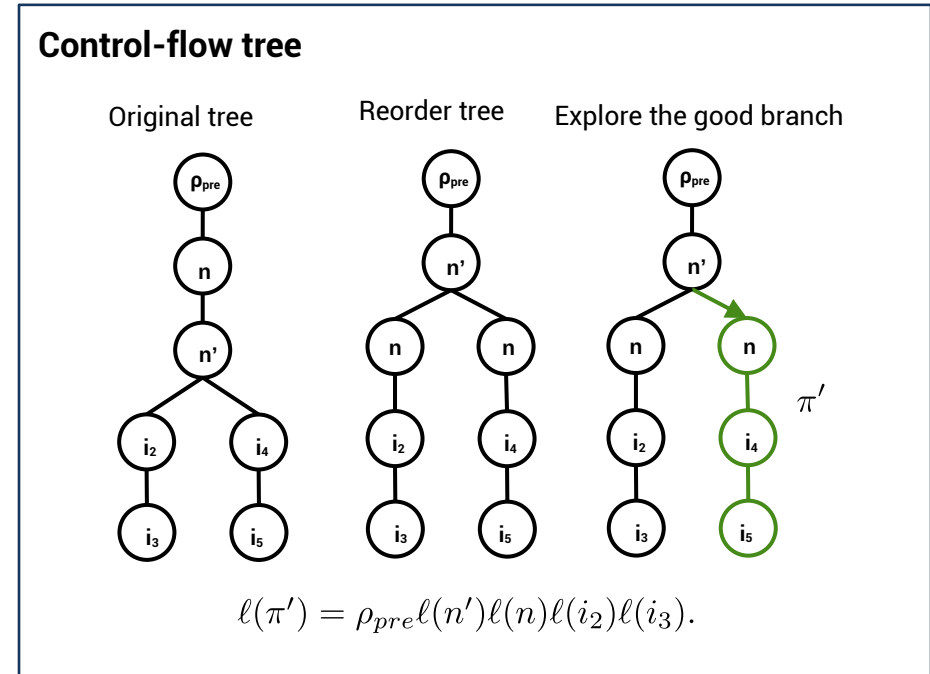 Control-flow tree
Original tree
Reorder tree
Explore the good branch
ρpre
n
n'
i2
i4
i3
i5
ρpre
n'
n
n
i2
i4
i3
i5
ρpre
n'
n
n
π′
i2
i4
i3
i5
ℓ(π′) = ρpreℓ(n′)ℓ(n)ℓ(i2)ℓ(i3).